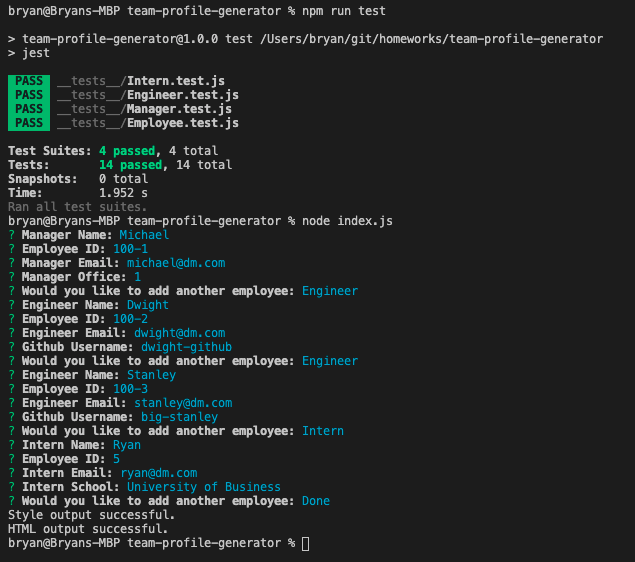 bryan@Bryans-MBP team-profile-generator % npm run test
> team-profile-generator@1.0.0 test /Users/bryan/git/homeworks/team-profile-generator
> jest
PASS __tests__/Intern.test.js
PASS __tests__/Engineer.test.js
PASS __tests__/Manager.test.js
PASS __tests__/Employee.test.js
Test Suites: 4 passed, 4 total
Tests: 14 passed, 14 total
Snapshots: 0 total
Time: 1.952 s
Ran all test suites.
bryan@Bryans-MBP team-profile-generator % node index.js
? Manager Name: Michael
? Employee ID: 100-1
? Manager Email: michael@dm.com
? Manager Office: 1
? Would you like to add another employee: Engineer
? Engineer Name: Dwight
? Employee ID: 100-2
? Engineer Email: dwight@dm.com
? Github Username: dwight-github
? Would you like to add another employee: Engineer
? Engineer Name: Stanley
? Employee ID: 100-3
? Engineer Email: stanley@dm.com
? Github Username: big-stanley
? Would you like to add another employee: Intern
? Intern Name: Ryan
? Employee ID: 5
? Intern Email: ryan@dm.com
? Intern School: University of Business
? Would you like to add another employee: Done
Style output successful.
HTML output successful.
bryan@Bryans-MBP team-profile-generator %